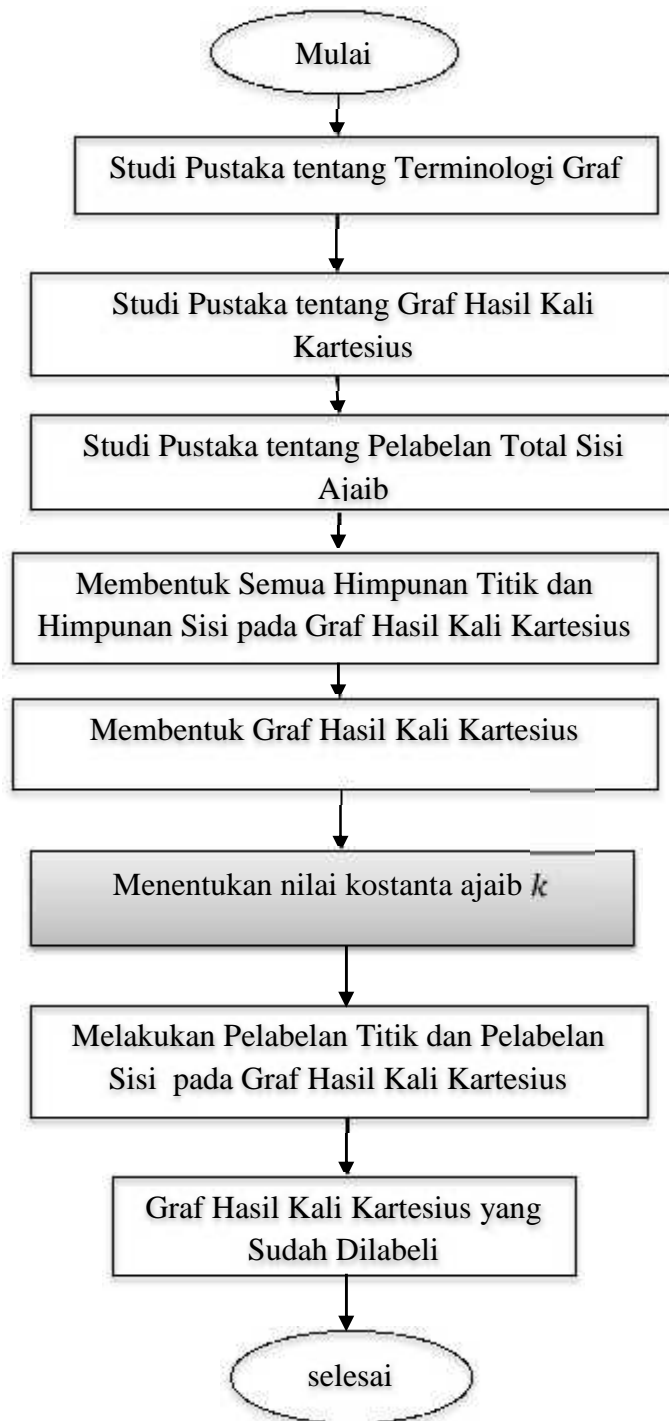 Mulai
Studi Pustaka tentang Terminologi Graf
Studi Pustaka tentang Graf Hasil Kali
Kartesius
Studi Pustaka tentang Pelabelan Total Sisi
Ajaib
Membentuk Semua Himpunan Titik dan
Himpunan Sisi pada Graf Hasil Kali Kartesius
Membentuk Graf Hasil Kali Kartesius
Menentukan nilai kostanta ajaib k
Melakukan Pelabelan Titik dan Pelabelan
Sisi pada Graf Hasil Kali Kartesius
Graf Hasil Kali Kartesius yang
Sudah Dilabeli
selesai